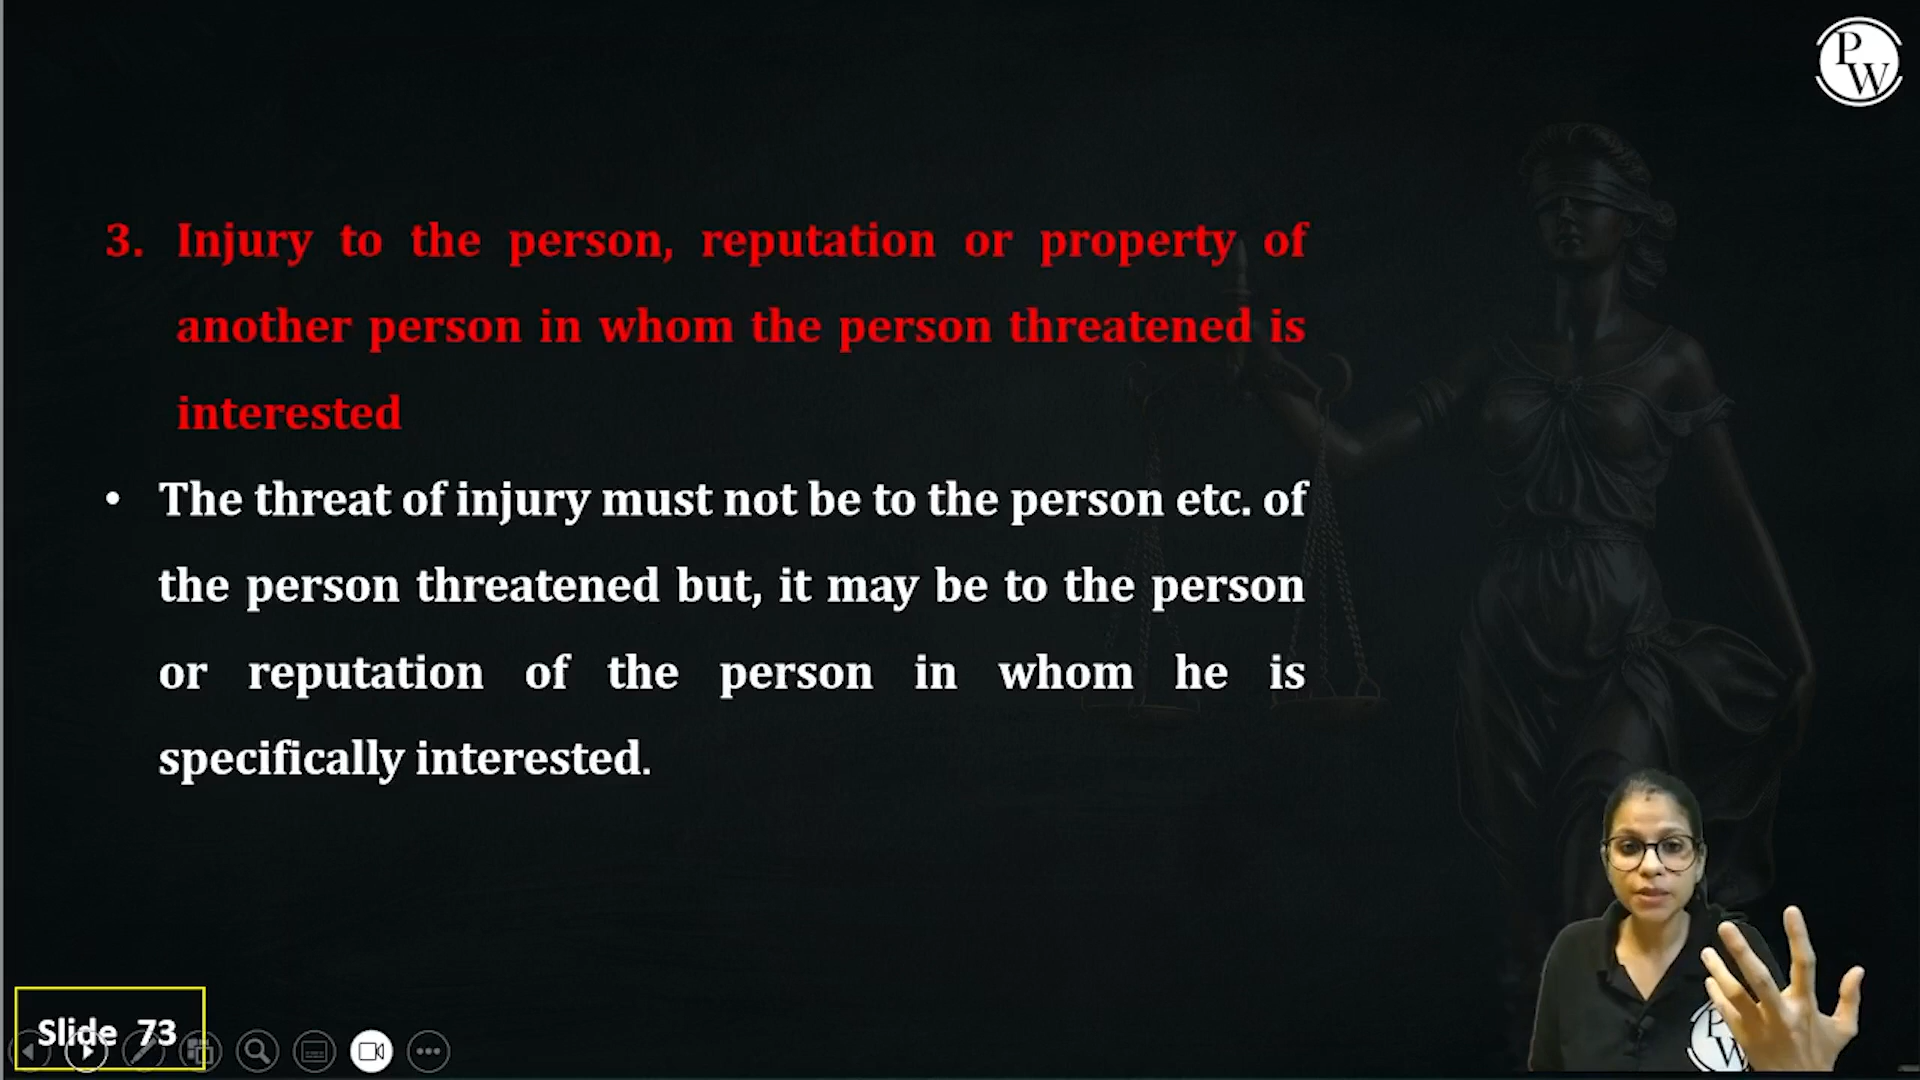 P
W
3. Injury to the person, reputation or property of
another person in whom the person threatened is
interested
• The threat of injury must not be to the person etc. of
the person threatened but, it may be to the person
or reputation of the person in whom he is
specifically interested.
P
W
Slide 73